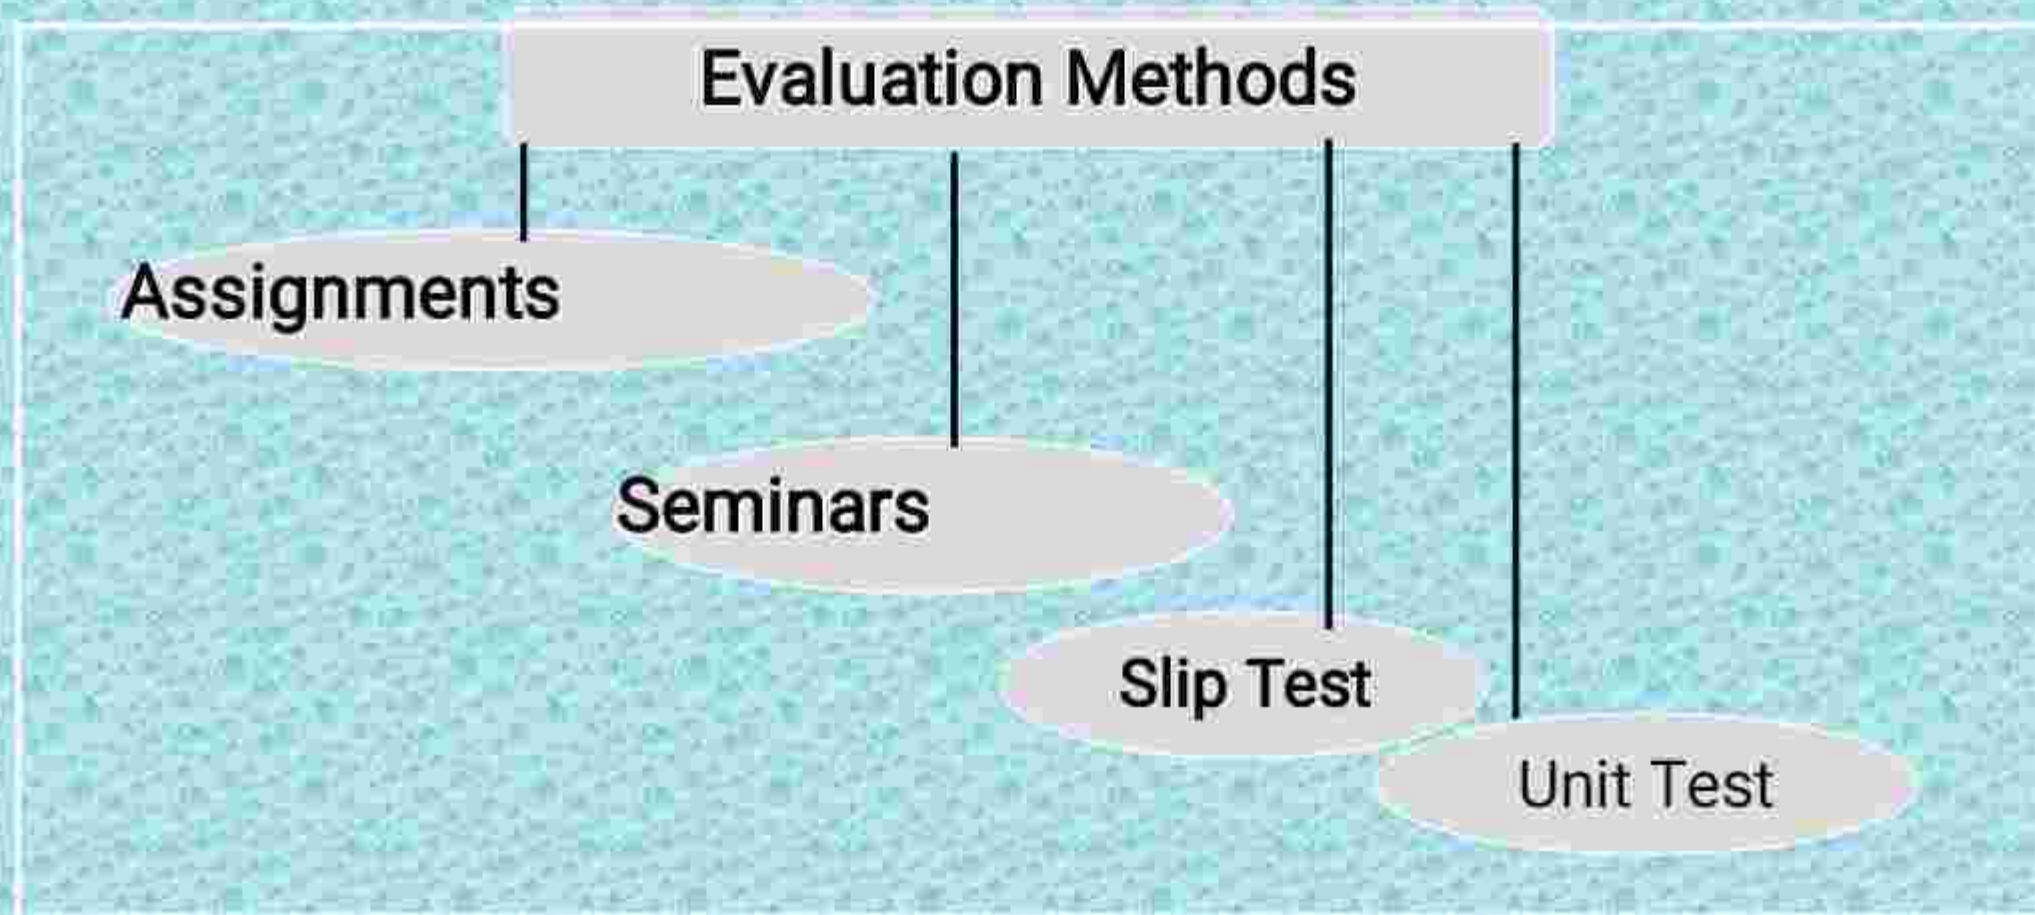 Evaluation Methods
Assignments
Seminars
Slip Test
Unit Test